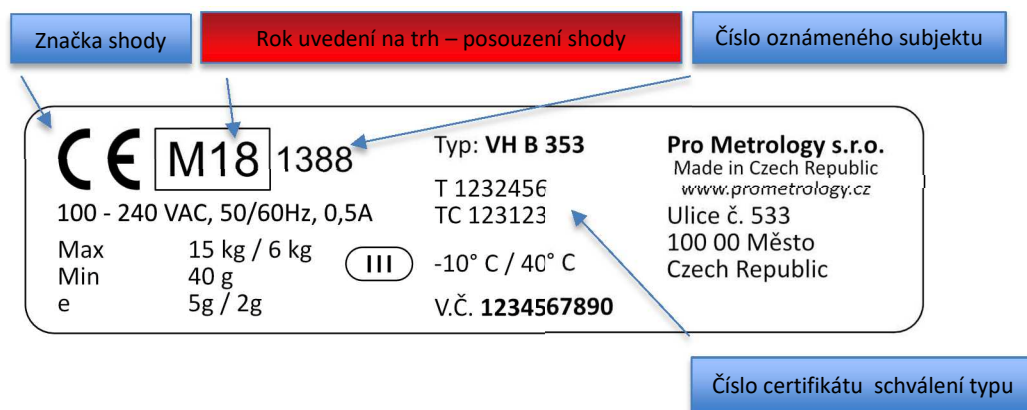 Značka shody
Rok uvedení na trh – posouzení shody
Číslo oznámeného subjektu
CE M18 1388
100 - 240 VAC, 50/60Hz, 0,5A
Max 15 kg / 6 kg
Min 40 g
e 5g / 2g
III
Typ: VH B 353
T 1232456
TC 123123
-10° C / 40° C
V.Č. 1234567890
Pro Metrology s.r.o.
Made in Czech Republic
www.prometrology.cz
Ulice č. 533
100 00 Město
Czech Republic
Číslo certifikátu schválení typu